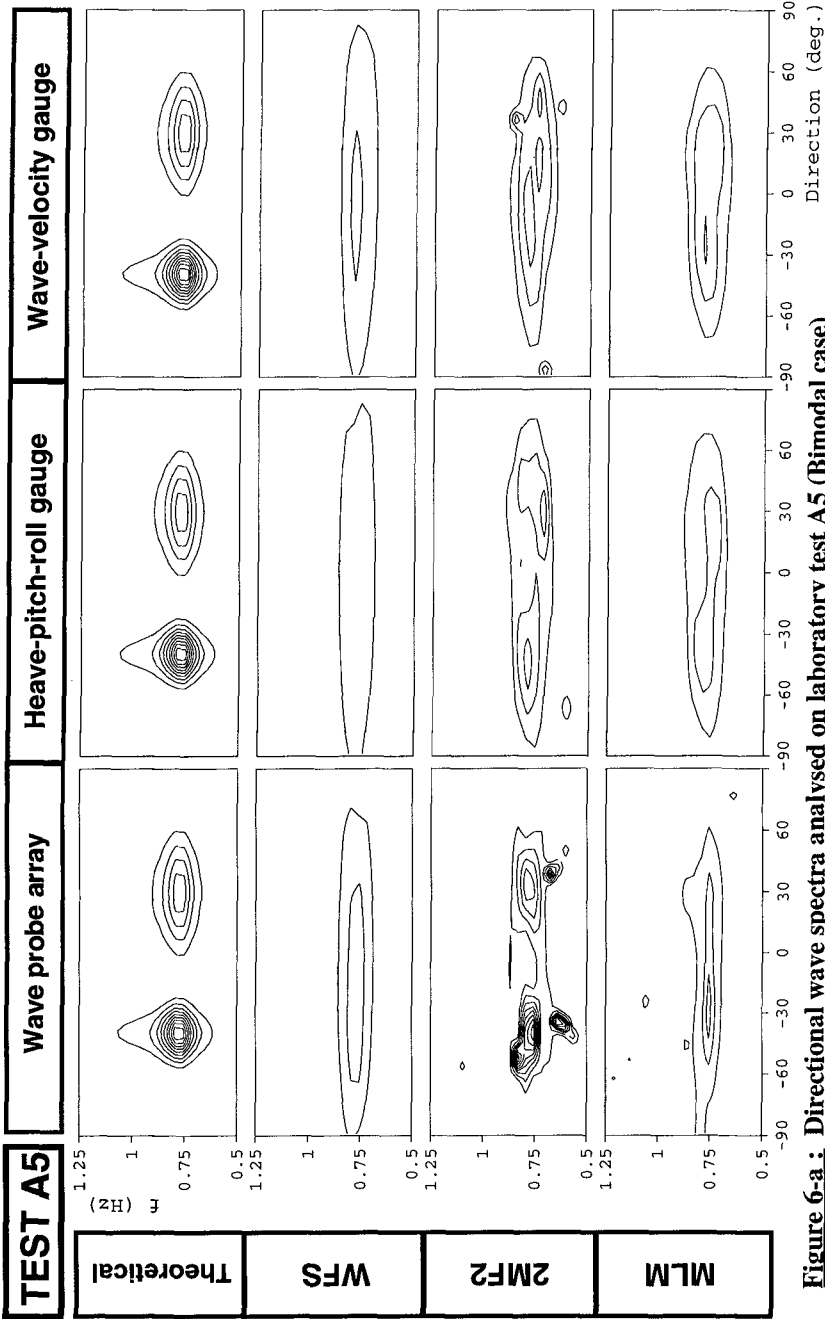 TEST A5
Wave probe array
Heave-pitch-roll gauge
Wave-velocity gauge
Theoretical
f (Hz)
1.25
1
0.75
0.5
WFS
1.25
1
0.75
0.5
2MF2
1.25
1
0.75
0.5
MLM
1.25
1
0.75
0.5
-90 -60 -30 0 30 60 -90 -60 -30 0 30 60 -90 -60 -30 0 30 60 90
Direction (deg.)
Figure 6-a : Directional wave spectra analysed on laboratory test A5 (Bimodal case)